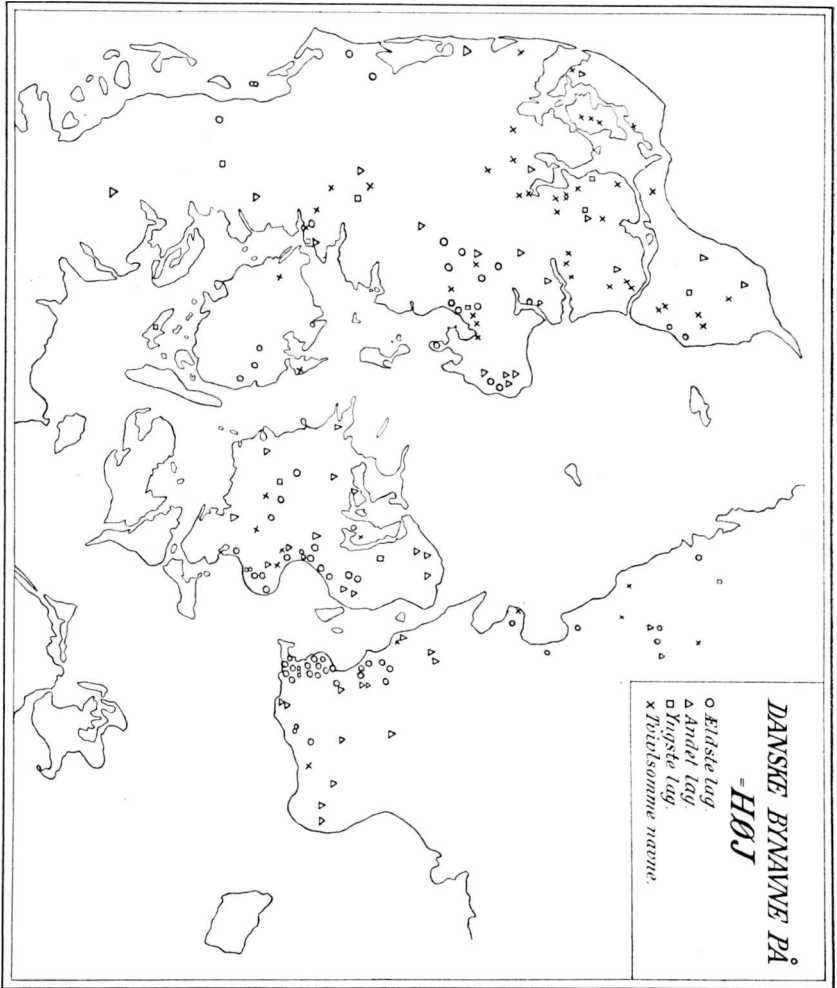 DANSKE BYNAVNE PÅ
=HØJ
O Ældste lag.
△ Andet lag.
□ Yngste lag.
x Tvivlsomme navne.